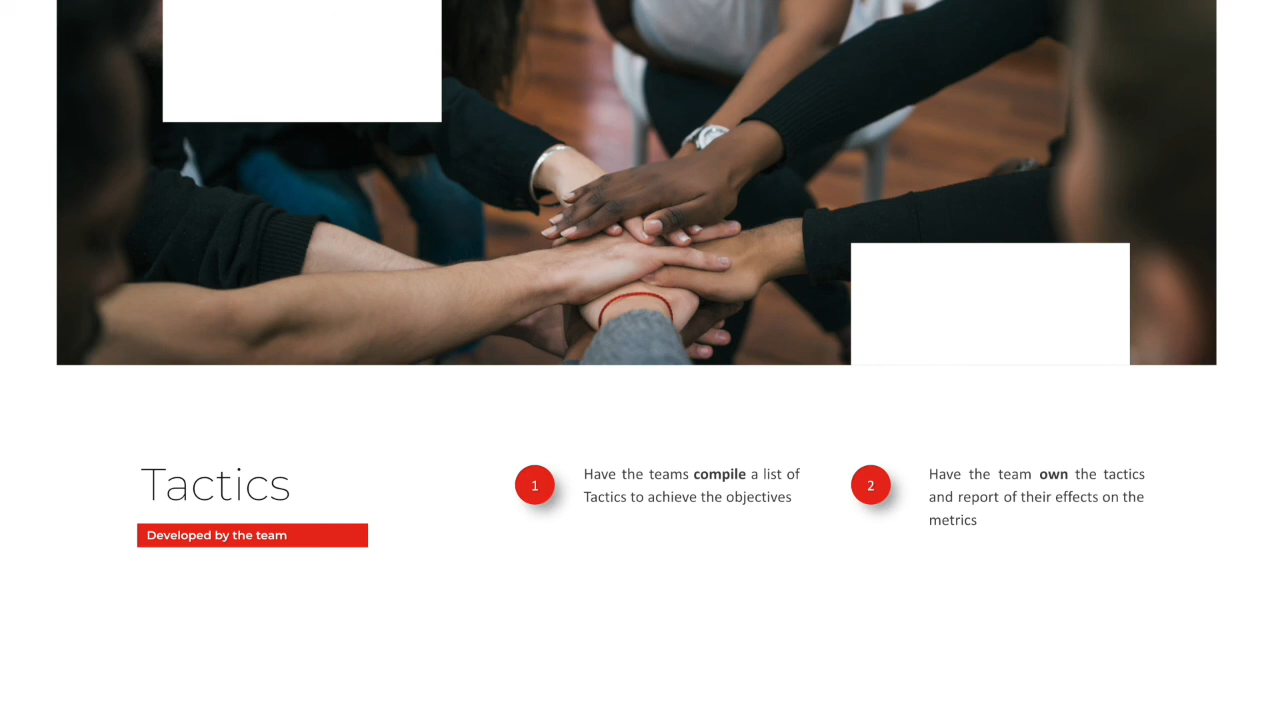 Tactics
Developed by the team
1
Have the teams compile a list of
Tactics to achieve the objectives
2
Have the team own the tactics
and report of their effects on the
metrics